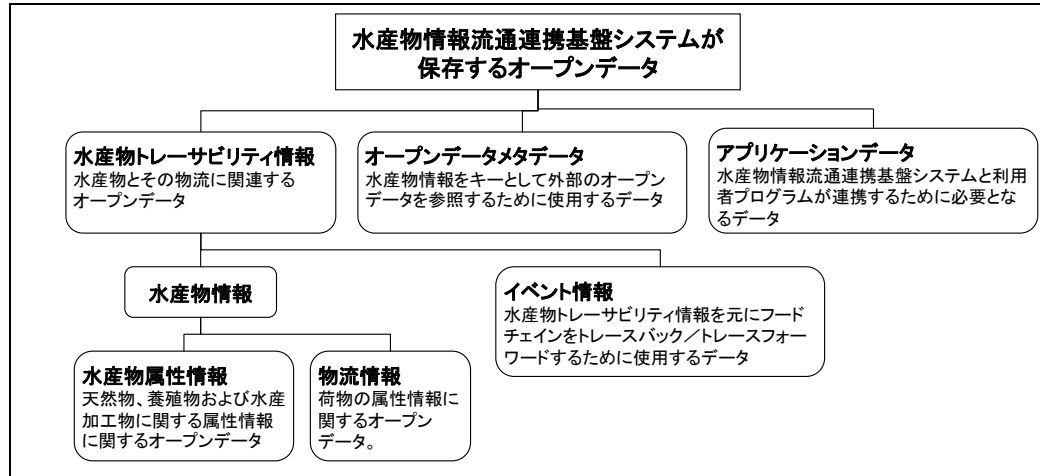 水産物情報流通連携基盤システムが
保存するオープンデータ
水産物トレーサビリティ情報
水産物とその物流に関連する
オープンデータ
オープンデータメタデータ
水産物情報をキーとして外部のオープン
データを参照するために使用するデータ
アプリケーションデータ
水産物情報流通連携基盤システムと利用
者プログラムが連携するために必要とな
るデータ
水産物情報
イベント情報
水産物トレーサビリティ情報を元にフード
チェインをトレースバック／トレースフォー
ワードするために使用するデータ
水産物属性情報
天然物、養殖物および水産
加工物に関する属性情報
に関するオープンデータ
物流情報
荷物の属性情報に
関するオープン
データ。